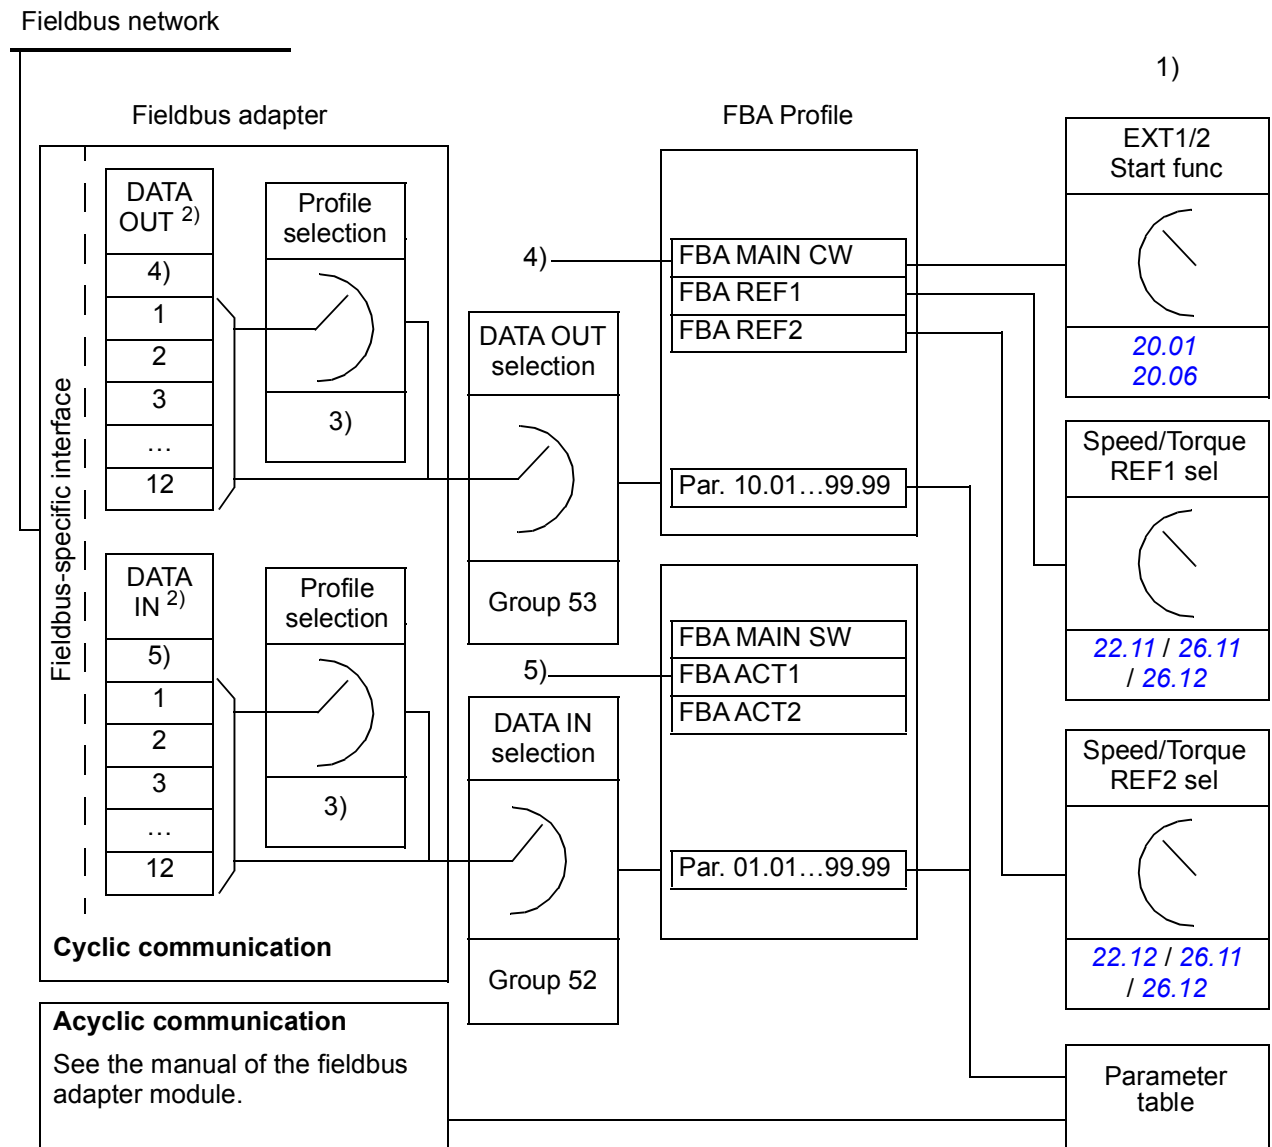 Fieldbus network
1)
Fieldbus adapter
FBA Profile
Fieldbus-specific interface
DATA
OUT 2)
4)
1
2
3
…
12
Profile
selection
3)
DATA OUT
selection
Group 53
4)
FBA MAIN CW
FBA REF1
FBA REF2
Par. 10.01…99.99
EXT1/2
Start func
20.01
20.06
Speed/Torque
REF1 sel
22.11 / 26.11
/ 26.12
DATA
IN 2)
5)
1
2
3
…
12
Profile
selection
3)
5)
DATA IN
selection
Group 52
FBA MAIN SW
FBA ACT1
FBA ACT2
Par. 01.01…99.99
Speed/Torque
REF2 sel
22.12 / 26.11
/ 26.12
Cyclic communication
Acyclic communication
See the manual of the fieldbus
adapter module.
Parameter
table